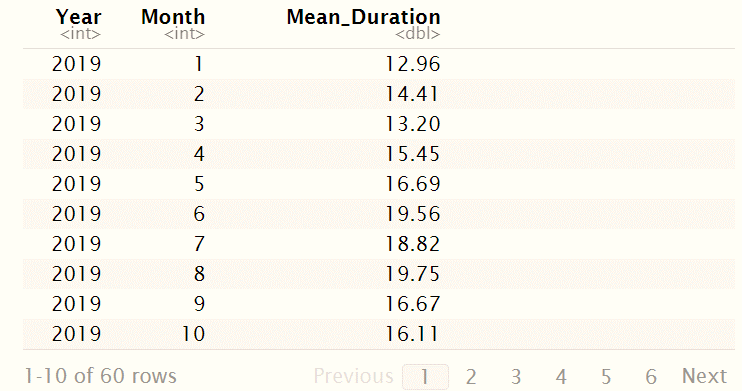 Year Month Mean_Duration
<int> <int> <dbl>
2019 1 12.96
2019 2 14.41
2019 3 13.20
2019 4 15.45
2019 5 16.69
2019 6 19.56
2019 7 18.82
2019 8 19.75
2019 9 16.67
2019 10 16.11
1-10 of 60 rows Previous 1 2 3 4 5 6 Next